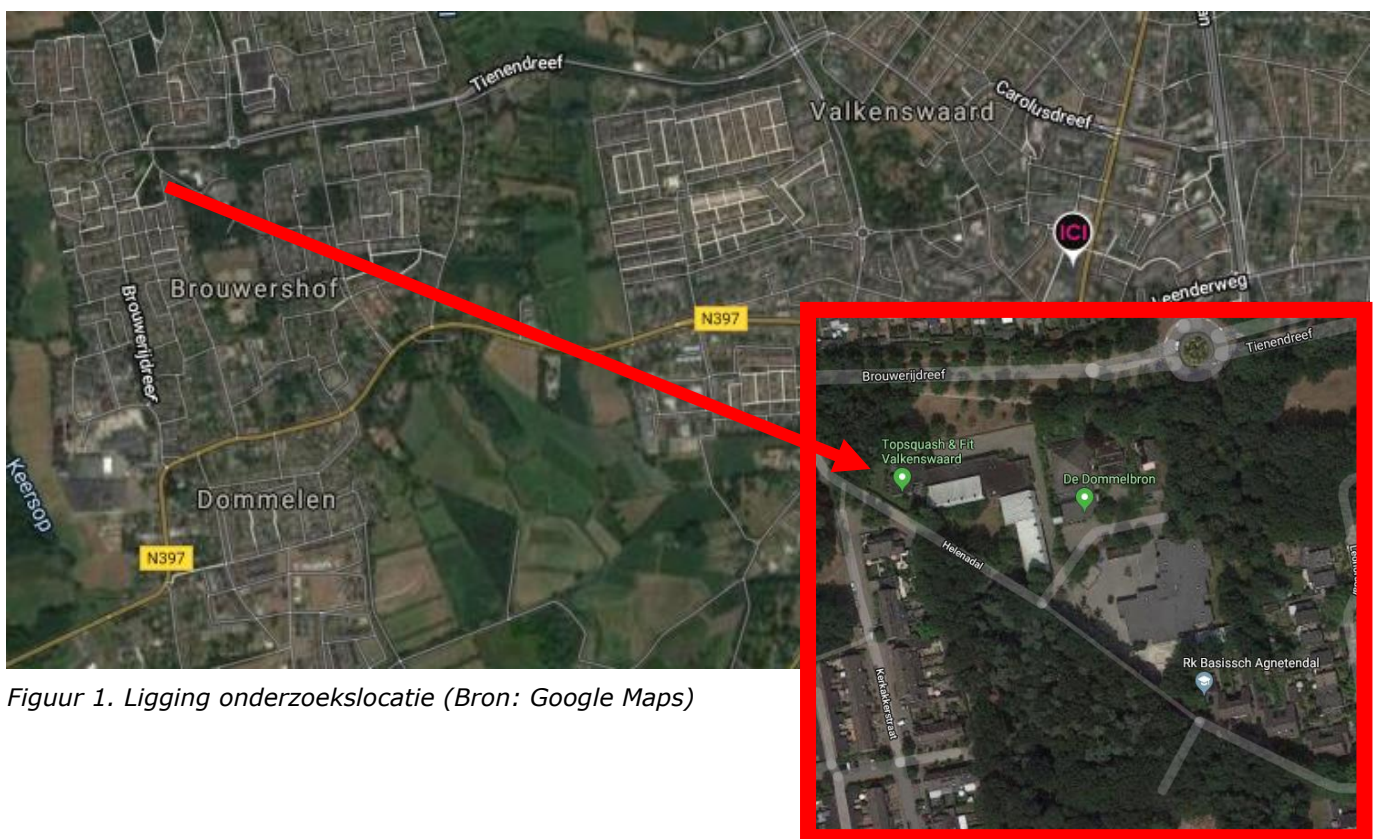 Tienendreef
Valkenswaard
Carolusdreef
ICI
Brouwershof
Brouwerijdreef
Leenderweg
N397
Keersop
Dommelen
N397
Tienendreef
Brouwerijdreef
Topsquash & Fit
Valkenswaard
De Dommelbron
Helenadal
Rk Basissch Agnetendal
Kerkakkerstraat
Figuur 1. Ligging onderzoekslocatie (Bron: Google Maps)